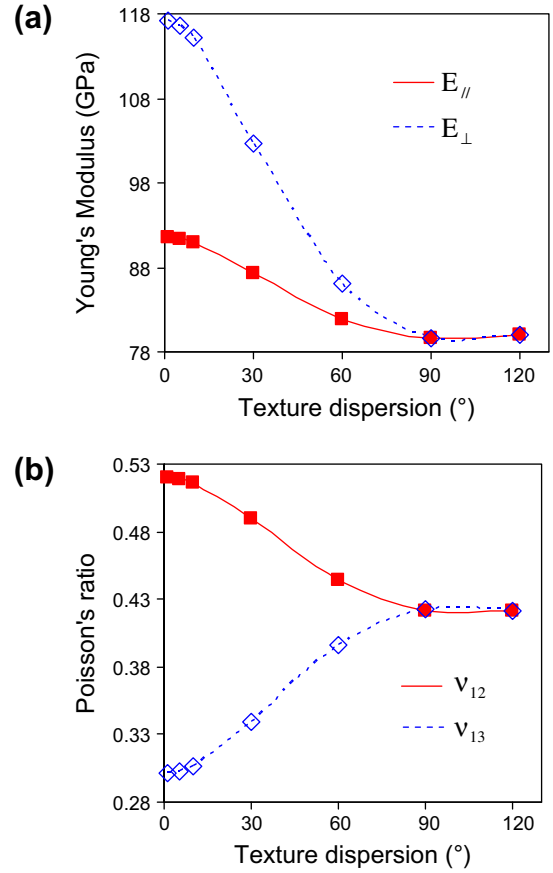 (a)
118
108
98
88
78
Young's Modulus (GPa)
E//
E⊥
0 30 60 90 120
Texture dispersion (°)
(b)
0.53
0.48
0.43
0.38
0.33
0.28
Poisson's ratio
ν12
ν13
0 30 60 90 120
Texture dispersion (°)